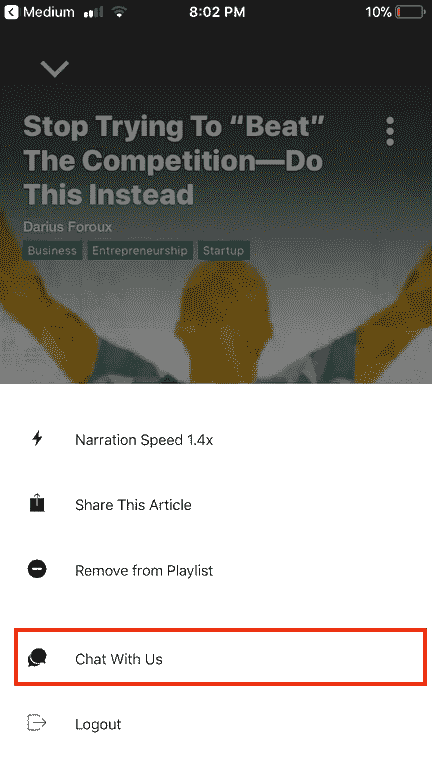 Medium 8:02 PM 10%
Stop Trying To “Beat”
The Competition—Do
This Instead
Darius Foroux
Business Entrepreneurship Startup
Narration Speed 1.4x
Share This Article
Remove from Playlist
Chat With Us
Logout